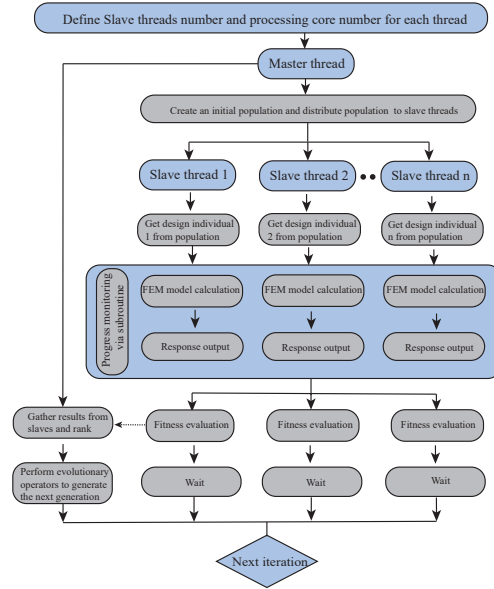 Define Slave threads number and processing core number for each thread
Master thread
Create an initial population and distribute population to slave threads
Slave thread 1
Slave thread 2
Slave thread n
Get design individual
1 from population
Get design individual
2 from population
Get design individual
n from population
Progress monitoring
via subroutine
FEM model calculation
FEM model calculation
FEM model calculation
Response output
Response output
Response output
Gather results from
slaves and rank
Fitness evaluation
Fitness evaluation
Fitness evaluation
Perform evolutionary
operators to generate
the next generation
Wait
Wait
Wait
Next iteration